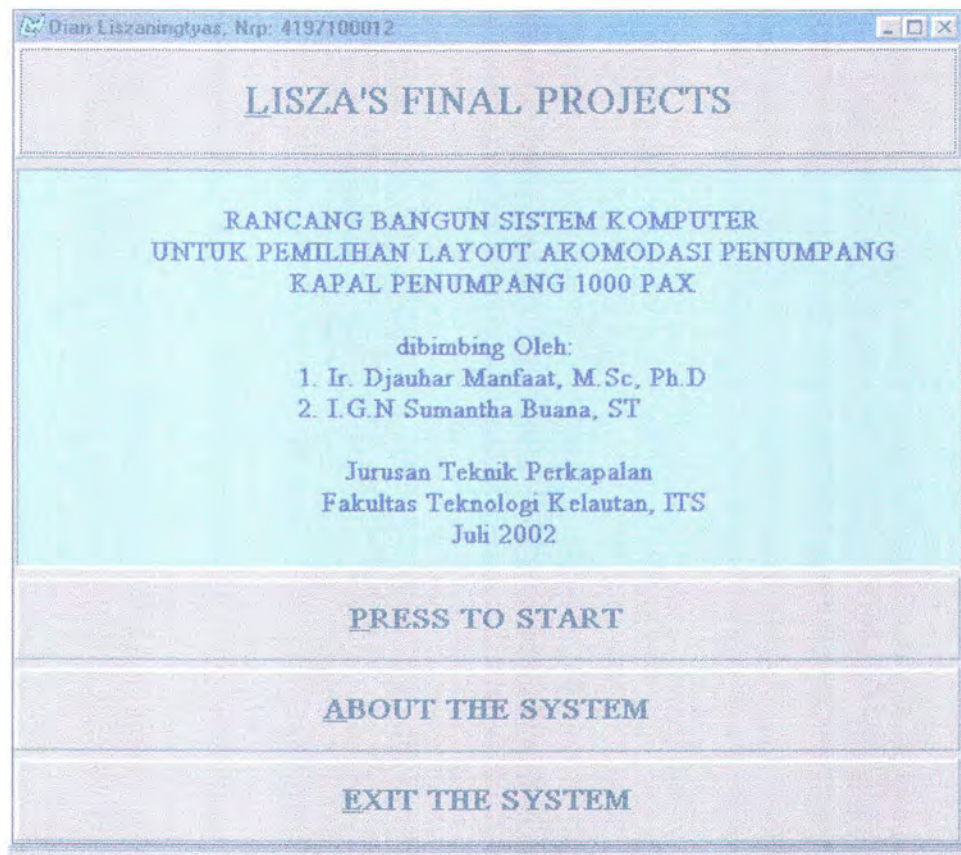 Dian Liszaningtyas, Nrp: 4197100012
LISZA'S FINAL PROJECTS
RANCANG BANGUN SISTEM KOMPUTER
UNTUK PEMILIHAN LAYOUT AKOMODASI PENUMPANG
KAPAL PENUMPANG 1000 PAX
dibimbing Oleh:
1. Ir. Djauhar Manfaat, M.Sc, Ph.D
2. I.G.N Sumantha Buana, ST
Jurusan Teknik Perkapalan
Fakultas Teknologi Kelautan, ITS
Juli 2002
PRESS TO START
ABOUT THE SYSTEM
EXIT THE SYSTEM